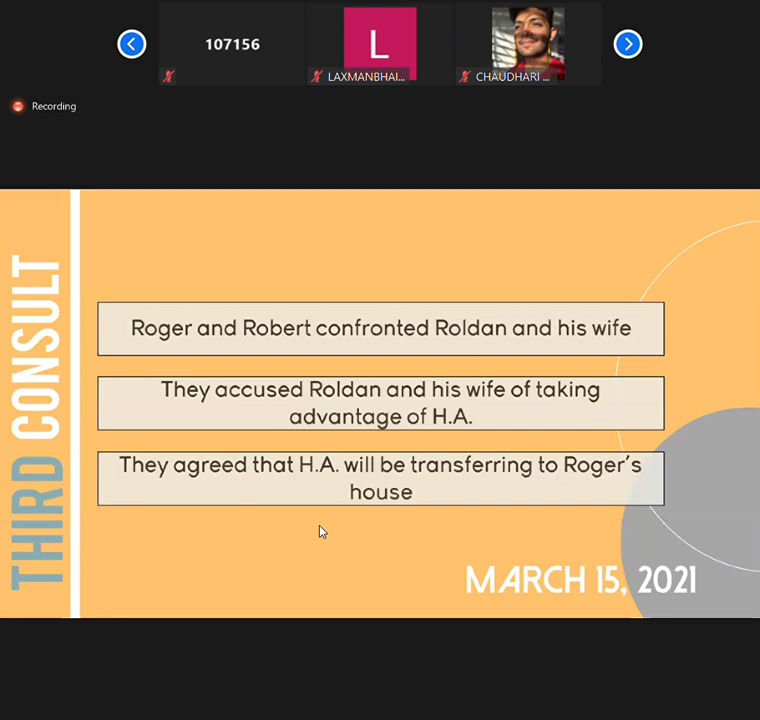 107156
L
LAXMANBHAI...
CHAUDHARI ...
Recording
THIRD CONSULT
Roger and Robert confronted Roldan and his wife
They accused Roldan and his wife of taking
advantage of H.A.
They agreed that H.A. will be transferring to Roger's
house
MARCH 15, 2021